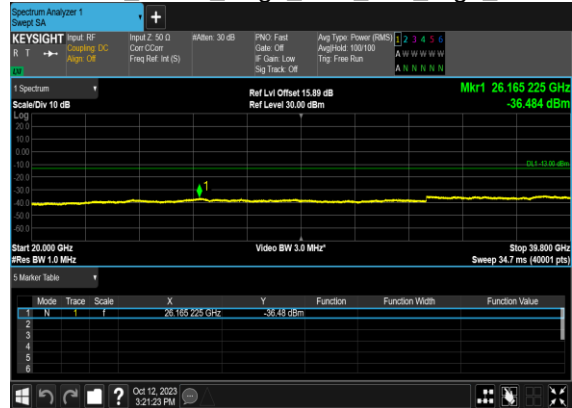 Spectrum Analyzer 1
Swept SA
+
KEYSIGHT Input: RF Input Z: 50 Ω #Atten: 30 dB PNO: Fast Avg Type: Power (RMS) 1 2 3 4 5 6
R T Coupling: DC Corr CCorr Gate: Off Avg|Hold: 100/100 A W W W W W
Align: Off Freq Ref: Int (S) IF Gain: Low Trig: Free Run
Sig Track: Off A N N N N N
1 Spectrum Ref Lvl Offset 15.89 dB Mkr1 26.165 225 GHz
Scale/Div 10 dB Ref Level 30.00 dBm -36.484 dBm
Log
20.0
10.0
0.00
-10.0
DL1 -13.00 dBm
-20.0
-30.0
1
-40.0
-50.0
-60.0
Start 20.000 GHz Video BW 3.0 MHz* Stop 39.800 GHz
#Res BW 1.0 MHz Sweep 34.7 ms (40001 pts)
5 Marker Table
Mode Trace Scale X Y Function Function Width Function Value
1 N 1 f 26.165 225 GHz -36.48 dBm
2
3
4
5
6
? Oct 12, 2023
3:21:23 PM